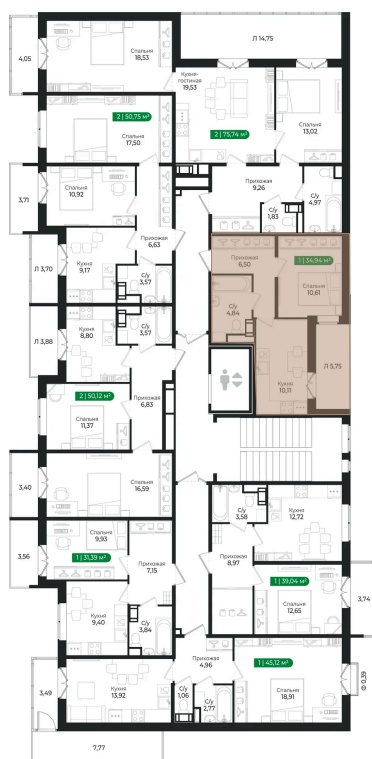 4,05
Спальня
18,53
Л 14,75
Кухня-
гостиная
19,53
Спальня
13,02
2 | 50,75 м²
Спальня
17,50
2 | 75,74 м²
3,71
Спальня
10,92
Прихожая
9,26
С/у
1,83
С/у
4,97
Прихожая
6,63
Л 3,70
Кухня
9,17
С/у
3,57
Прихожая
6,50
1 | 34,94 м²
Спальня
10,61
С/у
4,84
Л 3,88
Кухня
8,80
С/у
3,57
Л 5,75
Кухня
10,11
2 | 50,12 м²
Спальня
11,37
Прихожая
6,83
3,40
Спальня
16,59
С/у
3,58
Кухня
12,72
3,56
Спальня
9,93
1 | 31,39 м²
Прихожая
7,15
Прихожая
8,97
1 | 39,04 м²
Спальня
12,65
3,74
Кухня
9,40
С/у
3,84
Прихожая
4,96
1 | 45,12 м²
Ф 0,39
3,49
Кухня
13,92
С/у
1,06
С/у
2,77
Спальня
18,91
7,77